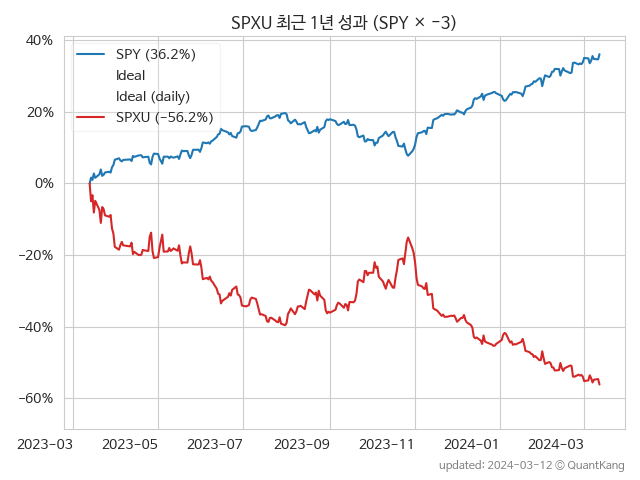 SPXU 최근 1년 성과 (SPY × −3)
40%
20%
0%
−20%
−40%
−60%
SPY (36.2%)
Ideal
Ideal (daily)
SPXU (−56.2%)
2023-03
2023-05
2023-07
2023-09
2023-11
2024-01
2024-03
updated: 2024-03-12 © QuantKang